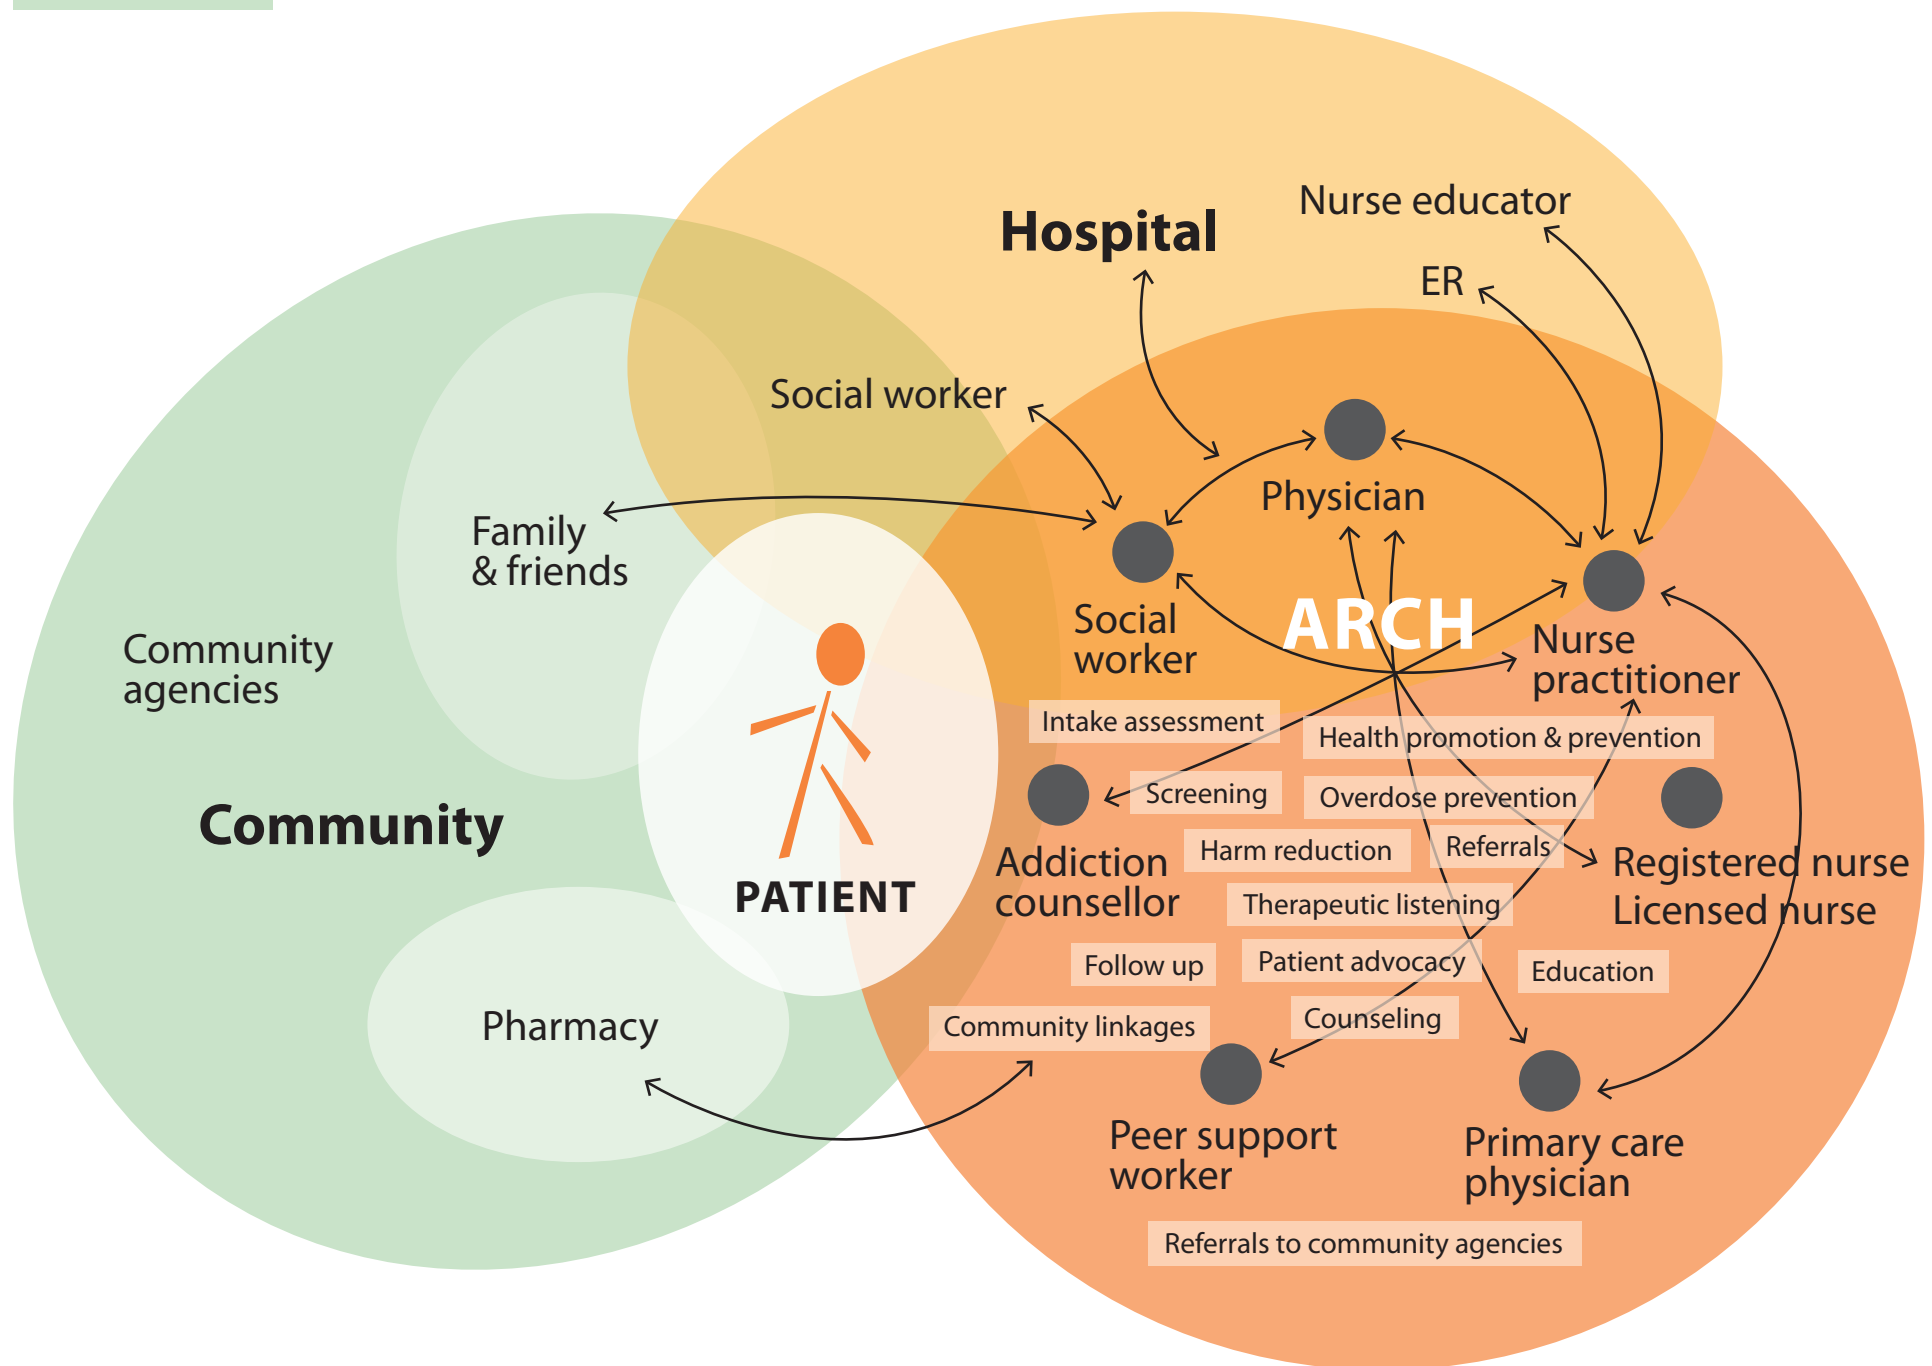 Nurse educator
Hospital
ER
Social worker
Physician
Family
& friends
ARCH
Social
worker
Nurse
practitioner
Community
agencies
Intake assessment
Health promotion & prevention
Screening
Overdose prevention
Community
Harm reduction
Referrals
Addiction
counsellor
Registered nurse
Licensed nurse
PATIENT
Therapeutic listening
Follow up
Patient advocacy
Education
Pharmacy
Community linkages
Counseling
Peer support
worker
Primary care
physician
Referrals to community agencies